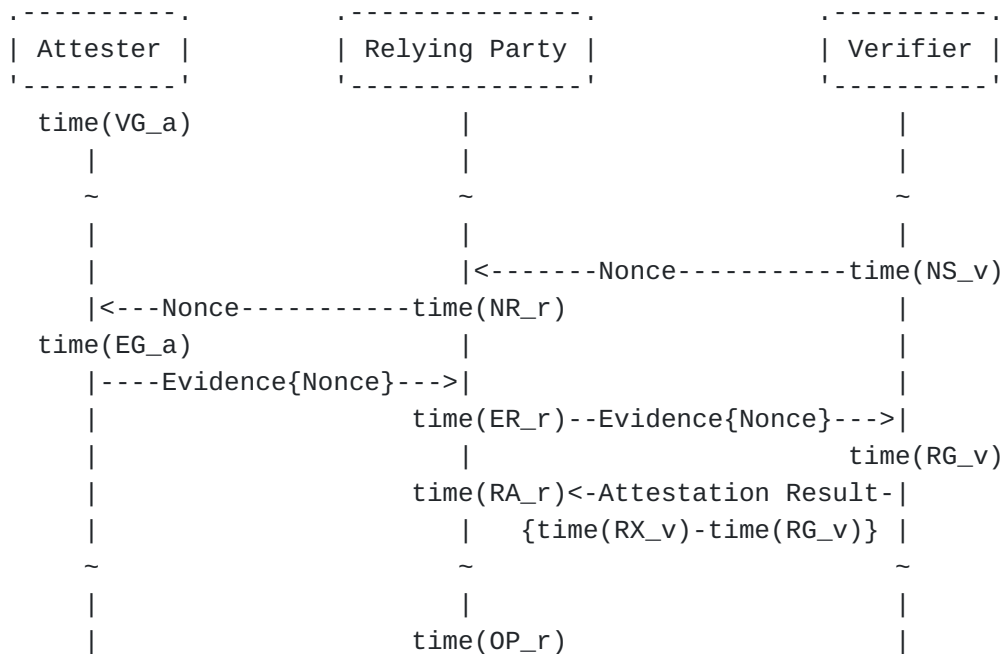 .----------.         .---------------.              .----------.
| Attester |         | Relying Party |              | Verifier |
'----------'         '---------------'              '----------'
  time(VG_a)                 |                          |
     |                       |                          |
     ~                       ~                          ~
     |                       |                          |
     |                       |<-------Nonce-----------time(NS_v)
     |<---Nonce-----------time(NR_r)                    |
  time(EG_a)                 |                          |
     |----Evidence{Nonce}--->|                          |
     |                    time(ER_r)--Evidence{Nonce}--->|
     |                       |                       time(RG_v)
     |                    time(RA_r)<-Attestation Result-|
     |                       |   {time(RX_v)-time(RG_v)} |
     ~                       ~                          ~
     |                       |                          |
     |                    time(OP_r)                    |